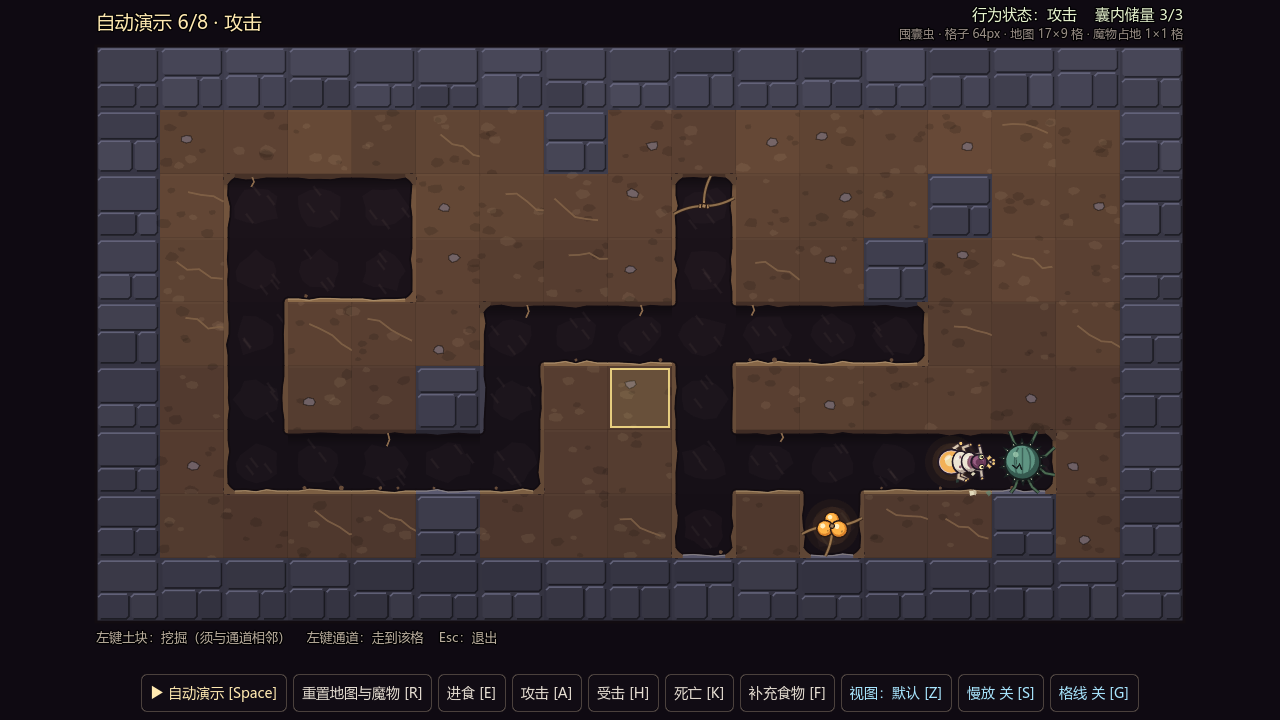 自动演示 6/8 · 攻击
行为状态：攻击 囊内储量 3/3
囤囊虫 · 格子 64px · 地图 17×9 格 · 魔物占地 1×1 格
左键土块：挖掘（须与通道相邻） 左键通道：走到该格 Esc：退出
▶ 自动演示 [Space] 重置地图与魔物 [R] 进食 [E] 攻击 [A] 受击 [H] 死亡 [K] 补充食物 [F] 视图：默认 [Z] 慢放 关 [S] 格线 关 [G]